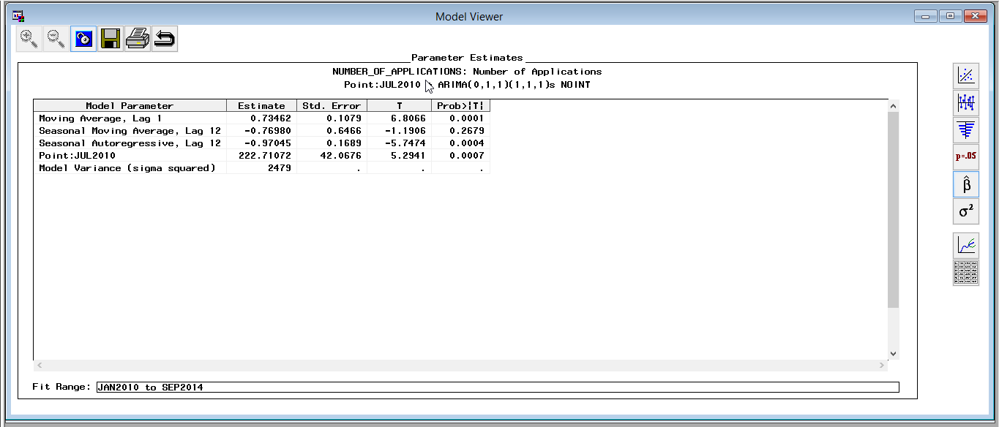 Model Viewer
Parameter Estimates
NUMBER_OF_APPLICATIONS: Number of Applications
Point:JUL2010 ARIMA(0,1,1)(1,1,1)s NOINT
Model Parameter Estimate Std. Error T Prob>|T|
Moving Average, Lag 1 0.73462 0.1079 6.8066 0.0001
Seasonal Moving Average, Lag 12 -0.76980 0.6466 -1.1906 0.2679
Seasonal Autoregressive, Lag 12 -0.97045 0.1689 -5.7474 0.0004
Point:JUL2010 222.71072 42.0676 5.2941 0.0007
Model Variance (sigma squared) 2479 . . .
p=.05
β̂
σ²
Fit Range: JAN2010 to SEP2014